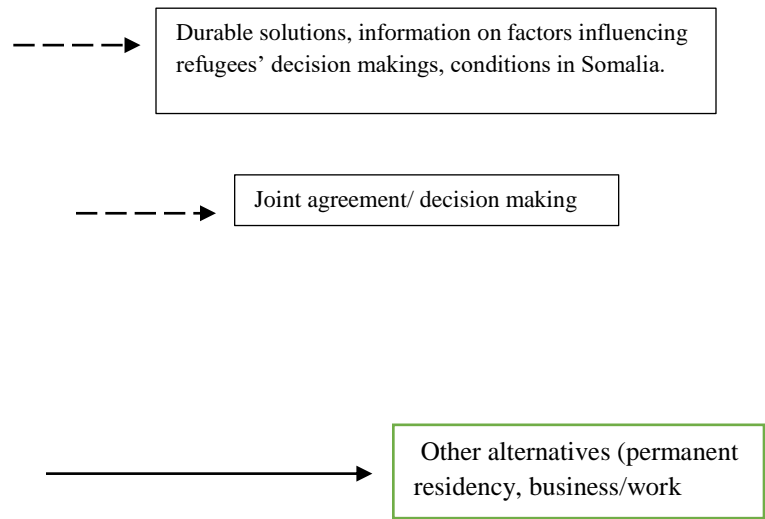 Durable solutions, information on factors influencing
refugees’ decision makings, conditions in Somalia.
Joint agreement/ decision making
Other alternatives (permanent
residency, business/work